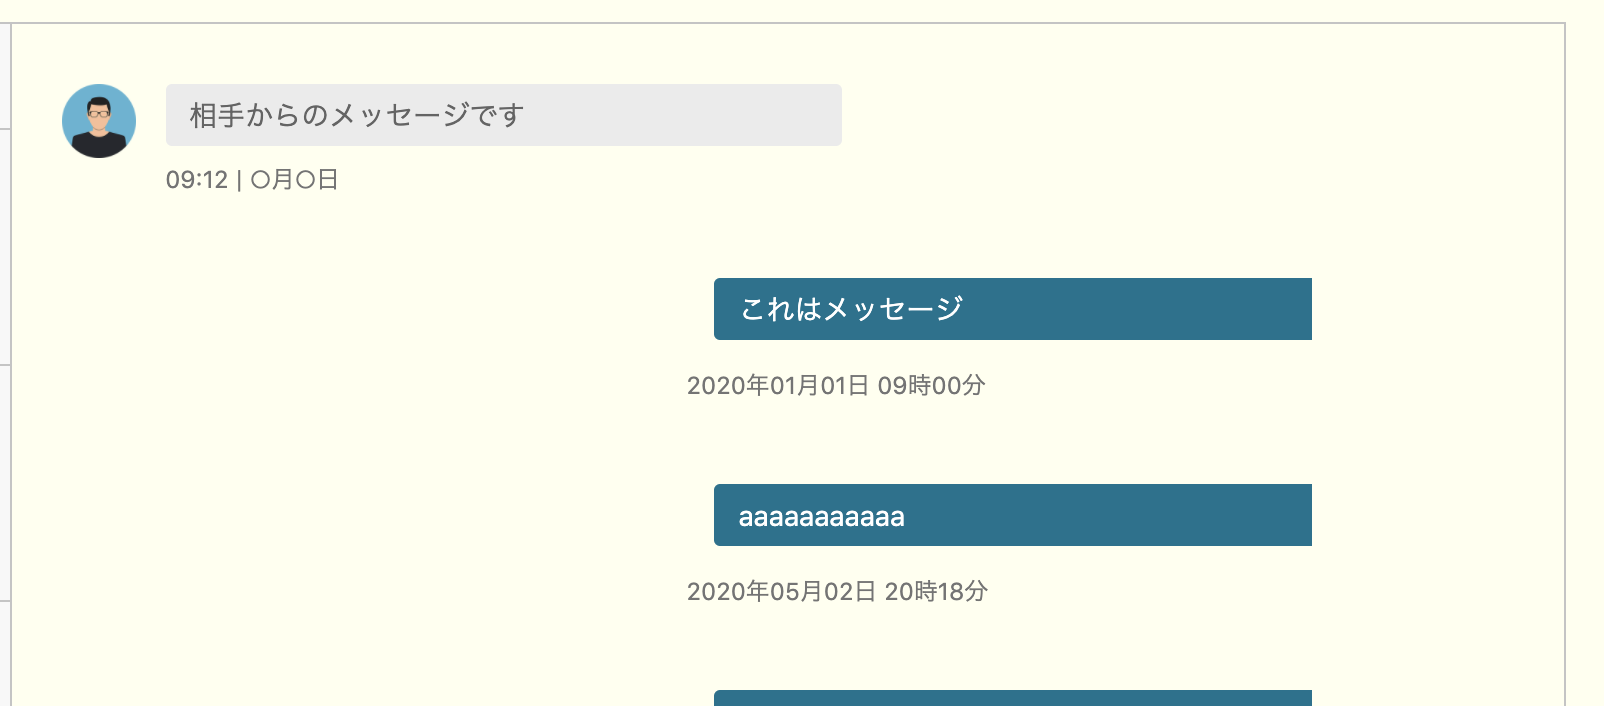 相手からのメッセージです
09:12 | ○月○日
これはメッセージ
2020年01月01日 09時00分
aaaaaaaaaaa
2020年05月02日 20時18分